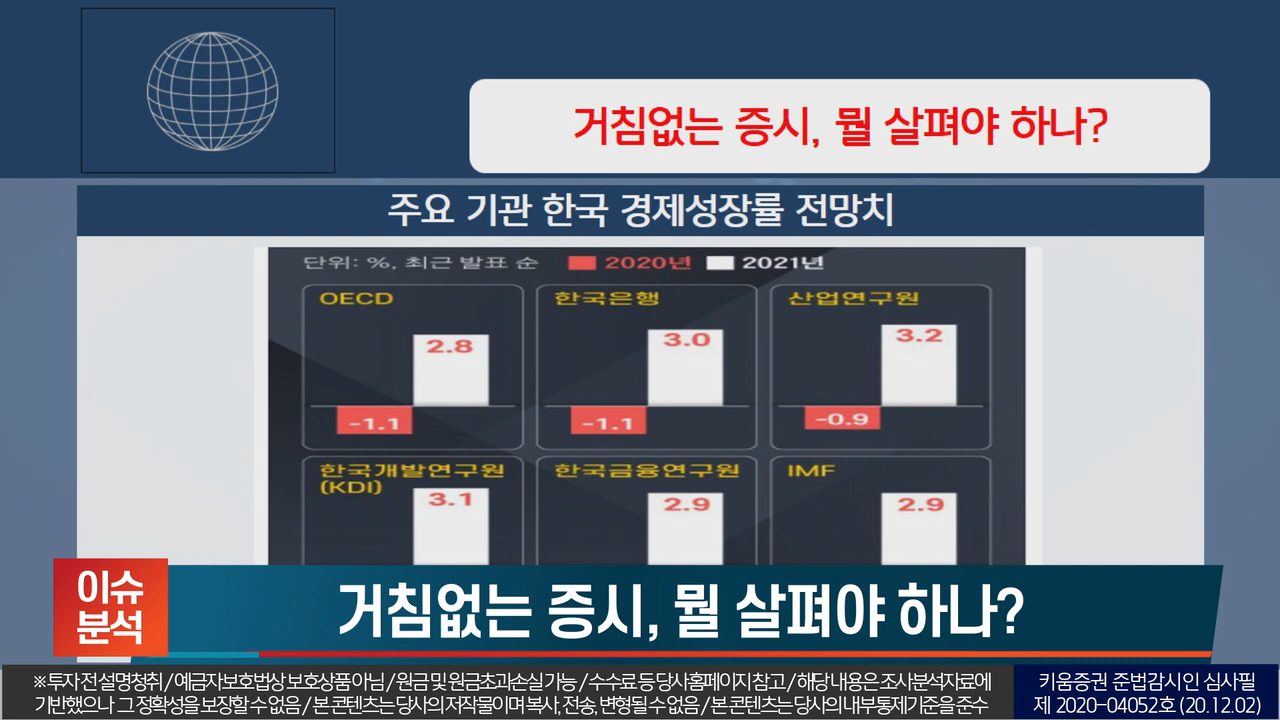 거침없는 증시, 뭘 살펴야 하나?
주요 기관 한국 경제성장률 전망치
단위: %, 최근 발표 순 2020년 2021년
OECD 한국은행 산업연구원
2.8 3.0 3.2
-1.1 -1.1 -0.9
한국개발연구원 한국금융연구원 IMF
(KDI)
3.1 2.9 2.9
이슈
분석
거침없는 증시, 뭘 살펴야 하나?
※ 투자 전 설명청취 / 예금자보호법상 보호상품 아님 / 원금 및 원금초과손실 가능 / 수수료 등 당사홈페이지 참고 / 해당 내용은 조사분석자료에
기반했으나 그 정확성을 보장할 수 없음 / 본 콘텐츠는 당사의 저작물이며 복사, 전송, 변형될 수 없음 / 본 콘텐츠는 당사의 내부통제기준을 준수
키움증권 준법감시인 심사필
제 2020-04052호 (20.12.02)